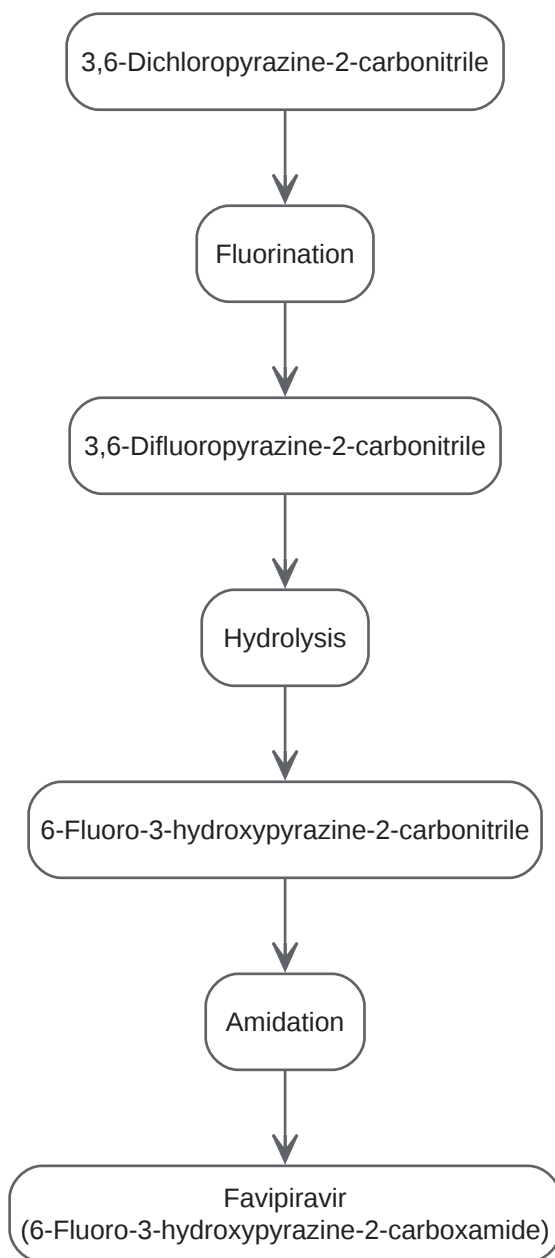 3,6-Dichloropyrazine-2-carbonitrile
Fluorination
3,6-Difluoropyrazine-2-carbonitrile
Hydrolysis
6-Fluoro-3-hydroxypyrazine-2-carbonitrile
Amidation
Favipiravir
(6-Fluoro-3-hydroxypyrazine-2-carboxamide)